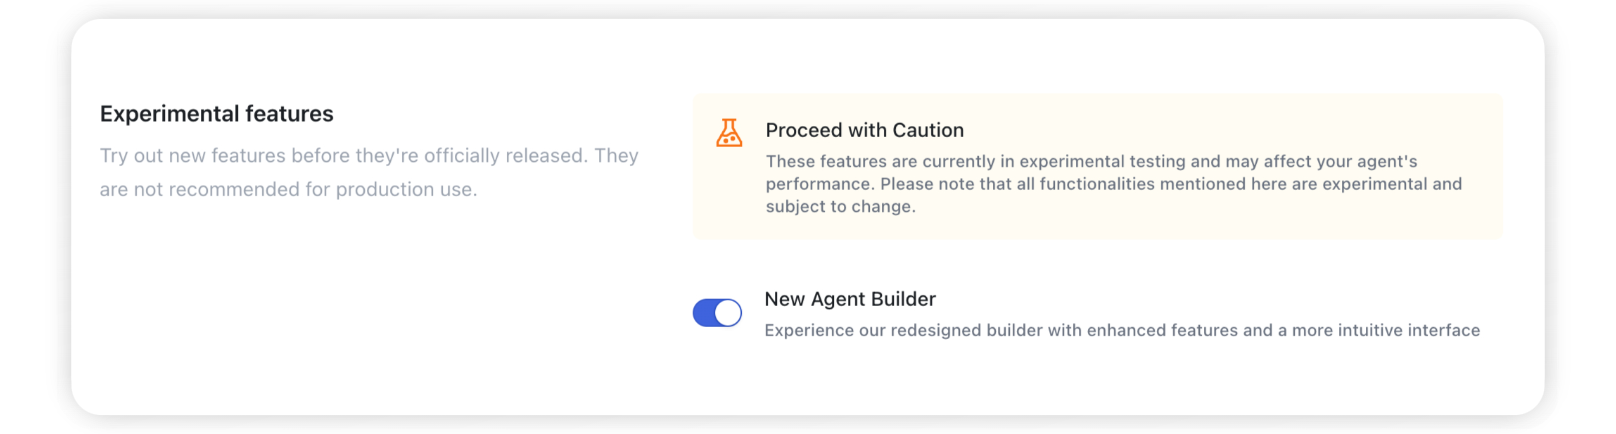 Experimental features
Try out new features before they're officially released. They
are not recommended for production use.
Proceed with Caution
These features are currently in experimental testing and may affect your agent's
performance. Please note that all functionalities mentioned here are experimental and
subject to change.
New Agent Builder
Experience our redesigned builder with enhanced features and a more intuitive interface